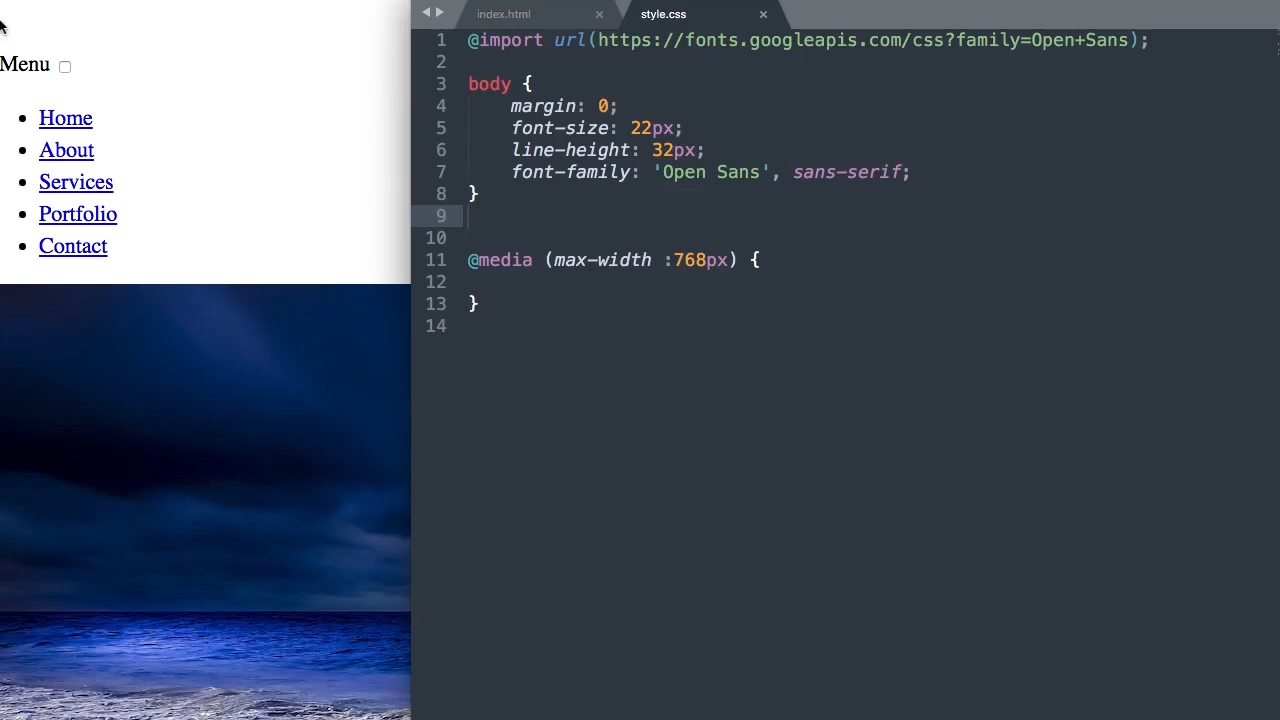 Menu
Home
About
Services
Portfolio
Contact
index.html ×
style.css ×
1 @import url(https://fonts.googleapis.com/css?family=Open+Sans);
2
3 body {
4 margin: 0;
5 font-size: 22px;
6 line-height: 32px;
7 font-family: 'Open Sans', sans-serif;
8 }
9
10
11 @media (max-width :768px) {
12
13 }
14